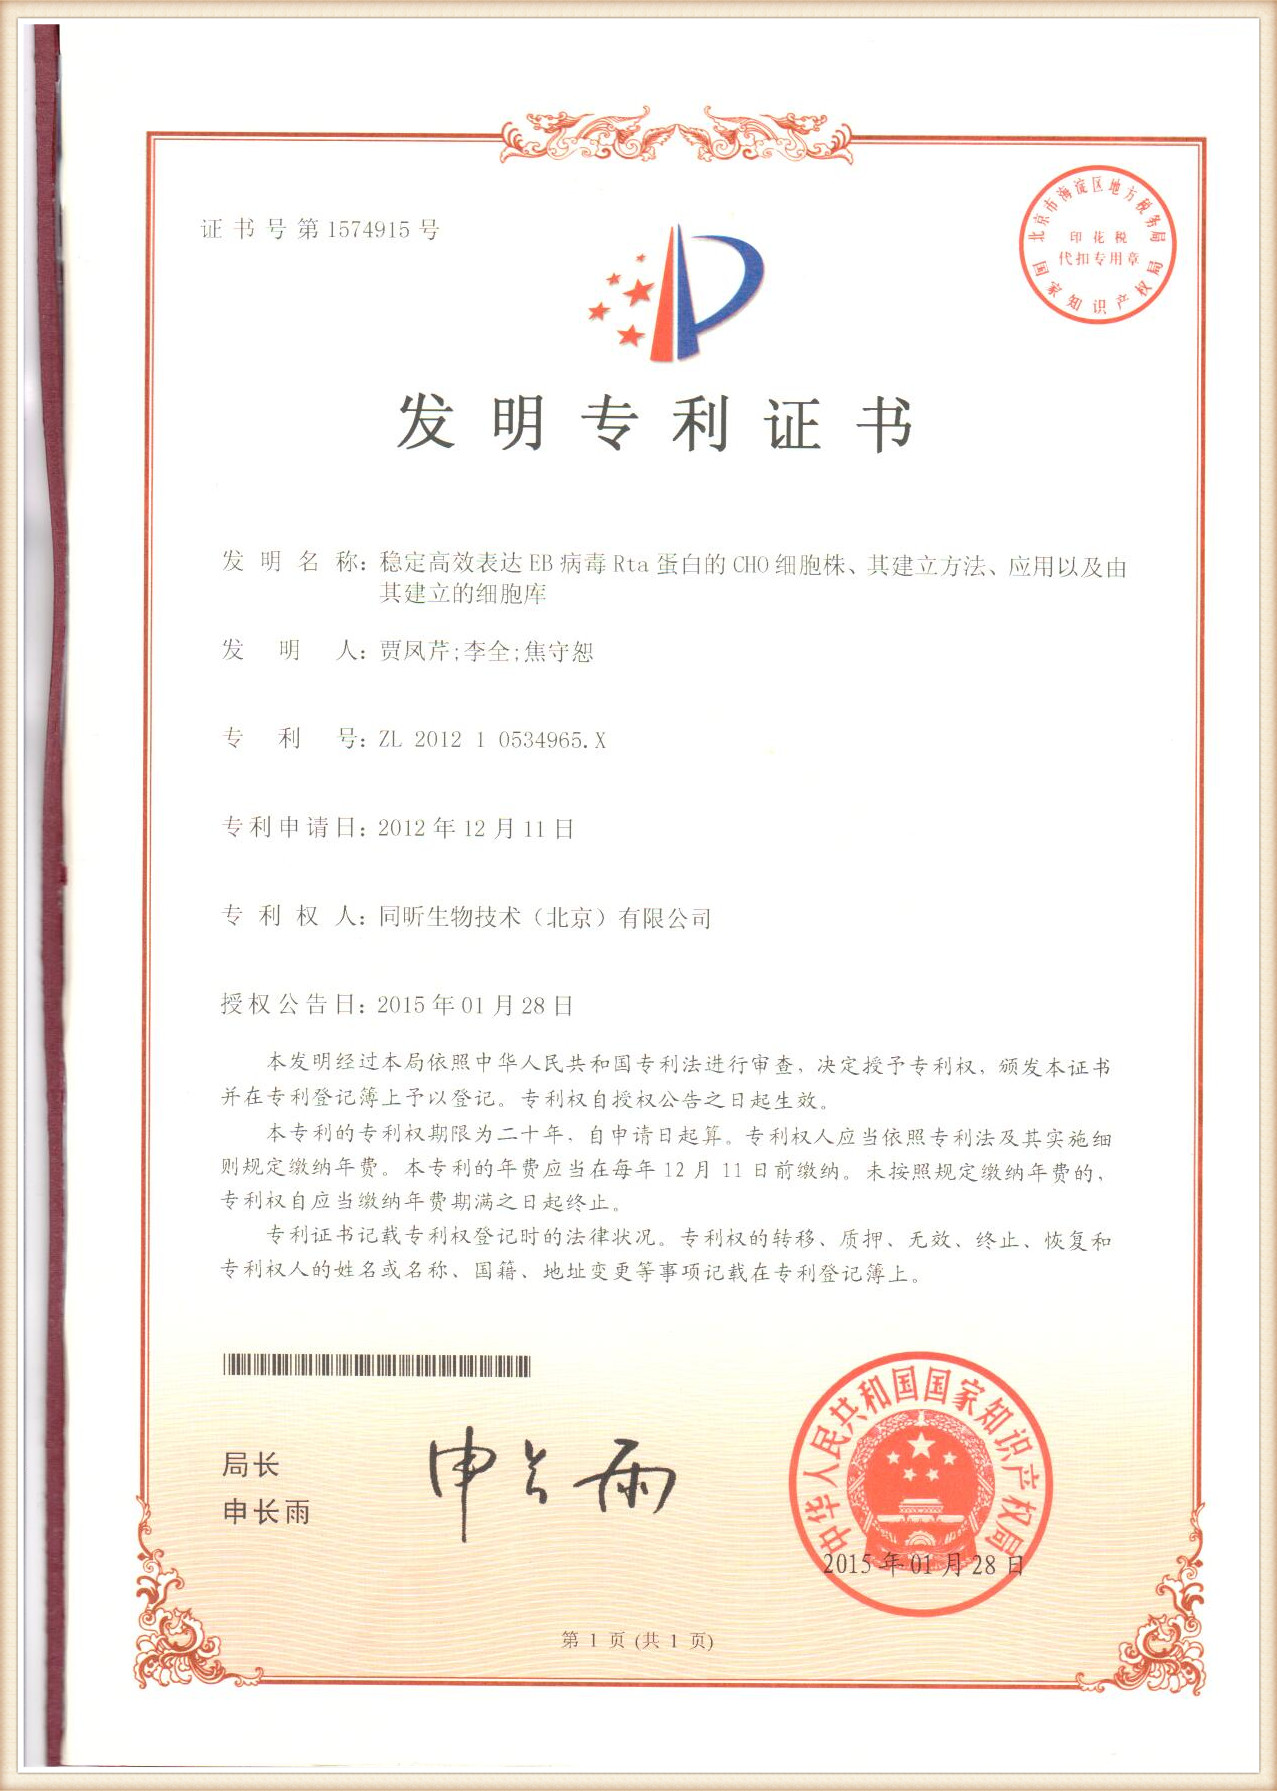 证书号第1574915号
北京市海淀区地方税务局
印花税
代扣专用章
国家知识产权局
发明专利证书
发明名称：稳定高效表达EB病毒Rta蛋白的CHO细胞株、其建立方法、应用以及由
其建立的细胞库
发明人：贾凤芹;李全;焦守恕
专利号：ZL 2012 1 0534965.X
专利申请日：2012年12月11日
专利权人：同昕生物技术（北京）有限公司
授权公告日：2015年01月28日
本发明经过本局依照中华人民共和国专利法进行审查，决定授予专利权，颁发本证书
并在专利登记簿上予以登记。专利权自授权公告之日起生效。
本专利的专利权期限为二十年，自申请日起算。专利权人应当依照专利法及其实施细
则规定缴纳年费。本专利的年费应当在每年12月11日前缴纳。未按照规定缴纳年费的，
专利权自应当缴纳年费期满之日起终止。
专利证书记载专利权登记时的法律状况。专利权的转移、质押、无效、终止、恢复和
专利权人的姓名或名称、国籍、地址变更等事项记载在专利登记簿上。
局长
申长雨
申长雨
中华人民共和国国家知识产权局
2015年01月28日
第1页(共1页)